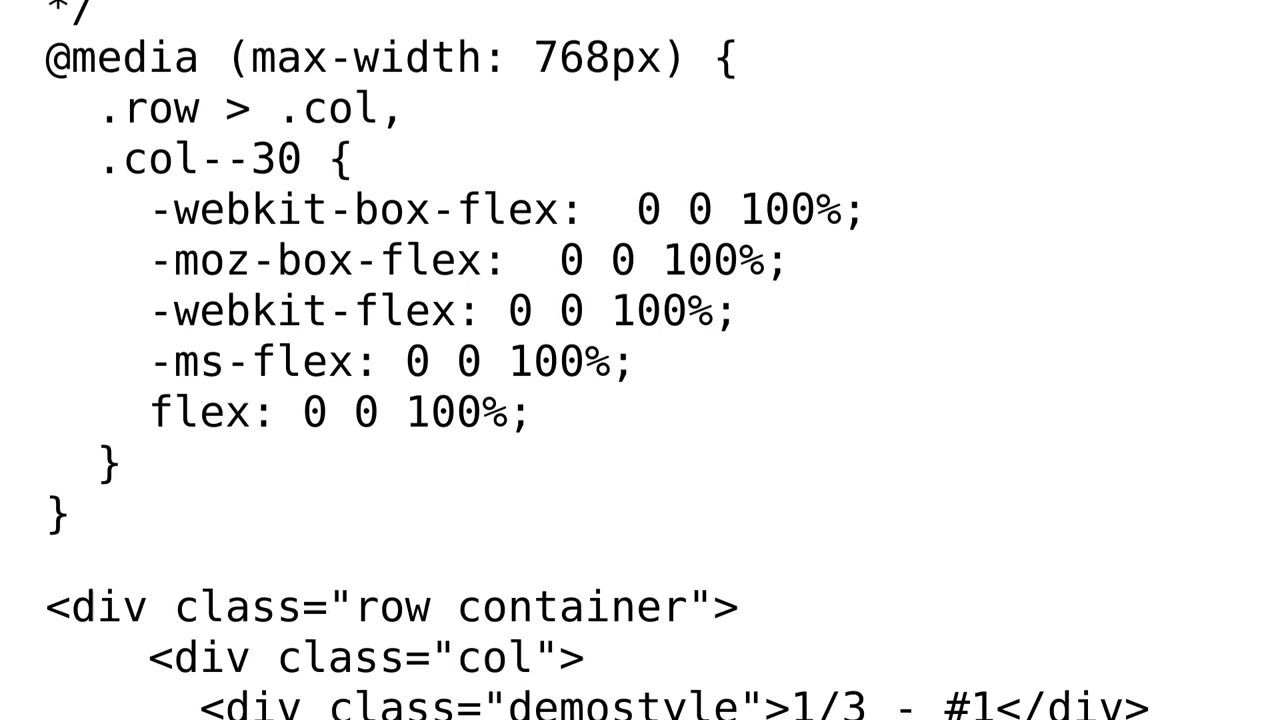 */
@media (max-width: 768px) {
  .row > .col,
  .col--30 {
    -webkit-box-flex:  0 0 100%;
    -moz-box-flex:  0 0 100%;
    -webkit-flex: 0 0 100%;
    -ms-flex: 0 0 100%;
    flex: 0 0 100%;
  }
}

<div class="row container">
    <div class="col">
      <div class="demostyle">1/3 - #1</div>